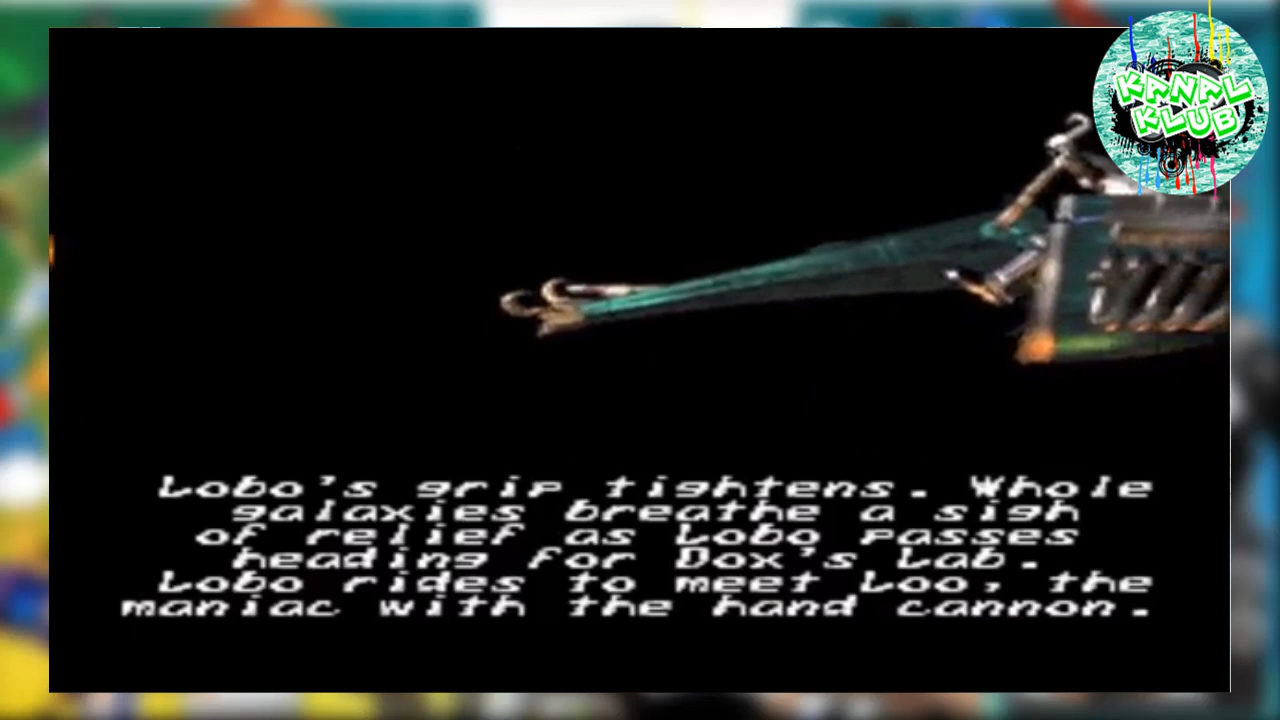 KANAL
KLUB
Lobo's grip tightens. Whole
galaxies breathe a sigh
of relief as Lobo passes
heading for Dox's Lab.
Lobo rides to meet Loo, the
maniac with the hand cannon.